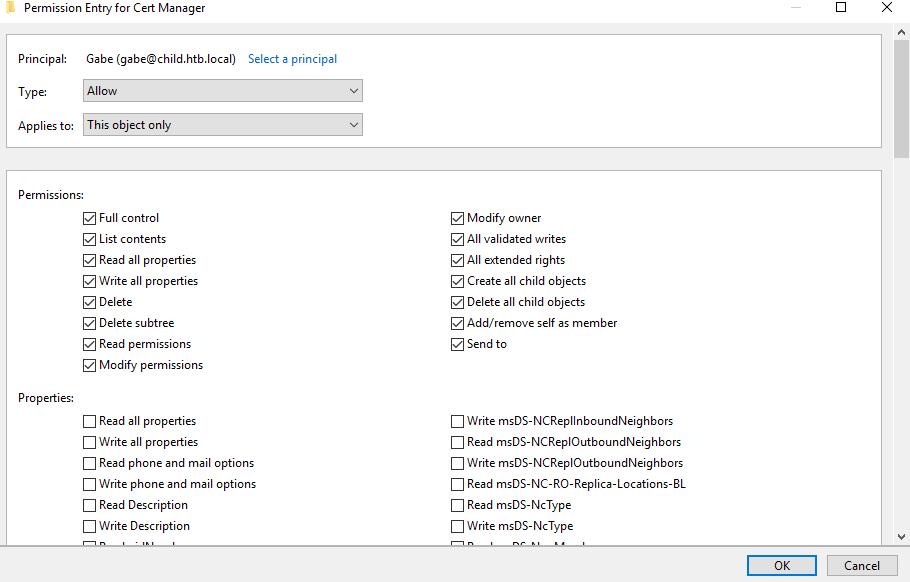 Permission Entry for Cert Manager
Principal: Gabe (gabe@child.htb.local) Select a principal
Type: Allow
Applies to: This object only
Permissions:
Full control Modify owner
List contents All validated writes
Read all properties All extended rights
Write all properties Create all child objects
Delete Delete all child objects
Delete subtree Add/remove self as member
Read permissions Send to
Modify permissions
Properties:
Read all properties Write msDS-NCReplInboundNeighbors
Write all properties Read msDS-NCReplOutboundNeighbors
Read phone and mail options Write msDS-NCReplOutboundNeighbors
Write phone and mail options Read msDS-NC-RO-Replica-Locations-BL
Read Description Read msDS-NcType
Write Description Write msDS-NcType
OK Cancel